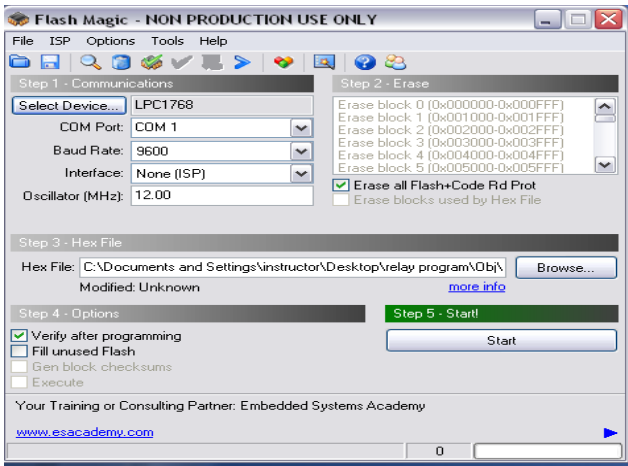 Flash Magic - NON PRODUCTION USE ONLY
File ISP Options Tools Help
Step 1 - Communications
Step 2 - Erase
Select Device... LPC1768
COM Port: COM 1
Baud Rate: 9600
Interface: None (ISP)
Oscillator (MHz): 12.00
Erase block 0 (0x000000-0x000FFF)
Erase block 1 (0x001000-0x001FFF)
Erase block 2 (0x002000-0x002FFF)
Erase block 3 (0x003000-0x003FFF)
Erase block 4 (0x004000-0x004FFF)
Erase block 5 (0x005000-0x005FFF)
Erase all Flash+Code Rd Prot
Erase blocks used by Hex File
Step 3 - Hex File
Hex File: C:\Documents and Settings\instructor\Desktop\relay program\Obj\ Browse...
Modified: Unknown more info
Step 4 - Options
Step 5 - Start!
Verify after programming
Fill unused Flash
Gen block checksums
Execute
Start
Your Training or Consulting Partner: Embedded Systems Academy
www.esacademy.com
0